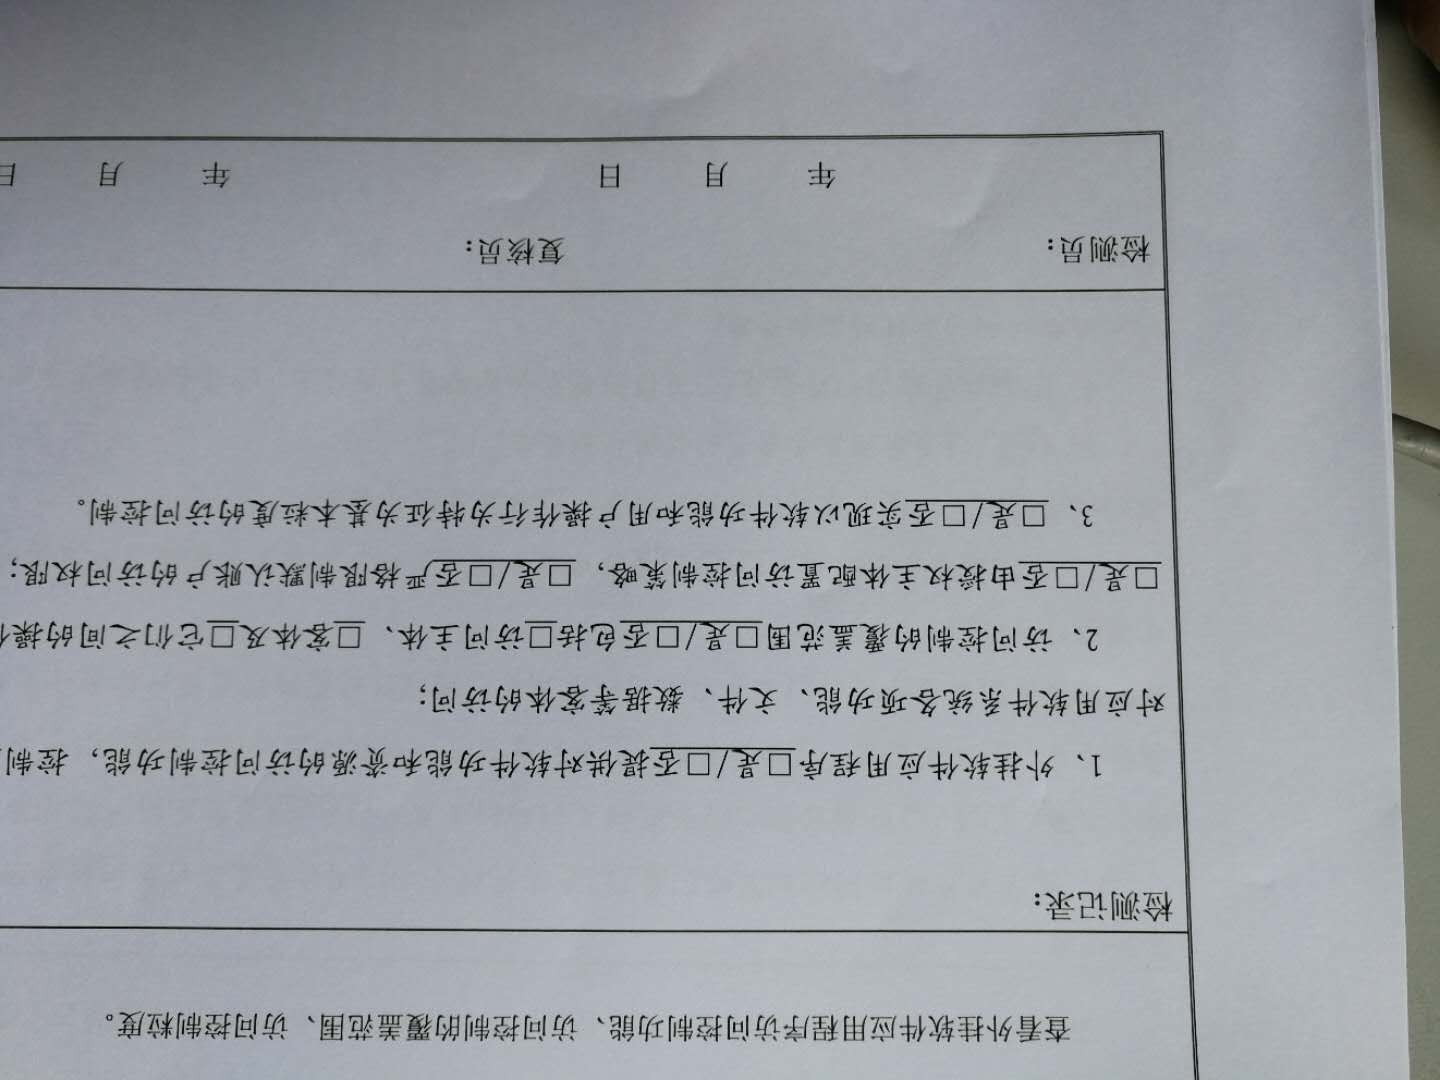 查看外挂软件应用程序访问控制功能、访问控制的覆盖范围、访问控制粒度。
检测记录：
1、外挂软件应用程序□是/□否提供对软件功能和资源的访问控制功能，控制
对应用软件系统各项功能、文件、数据等客体的访问；
2、访问控制的覆盖范围□是/□否包括□访问主体、□客体及□它们之间的操作
□是/□否由授权主体配置访问控制策略，□是/□否严格限制默认账户的访问权限；
3、□是/□否实现以软件功能和用户操作行为特征为基本粒度的访问控制。
检测员： 复核员：
年 月 日 年 月 日